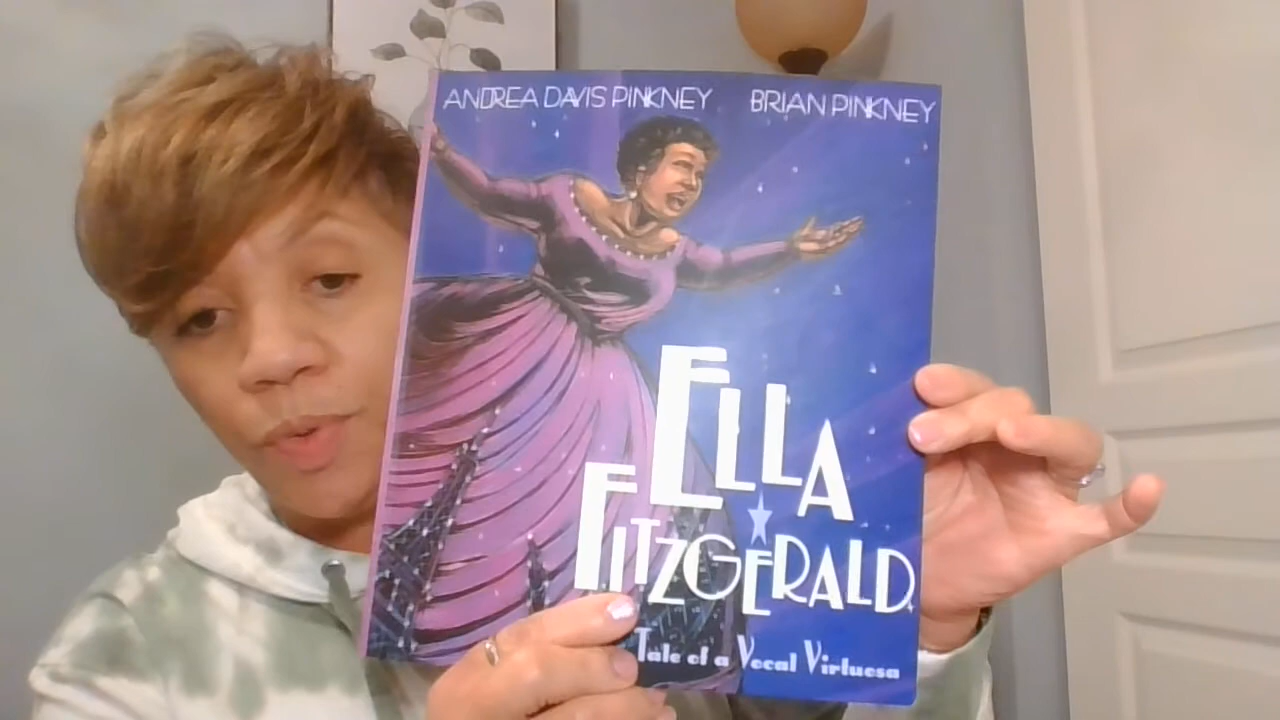 ANDREA DAVIS PINKNEY BRIAN PINKNEY
ELLA
FITZGERALD
Tale of a Vocal Virtuosa